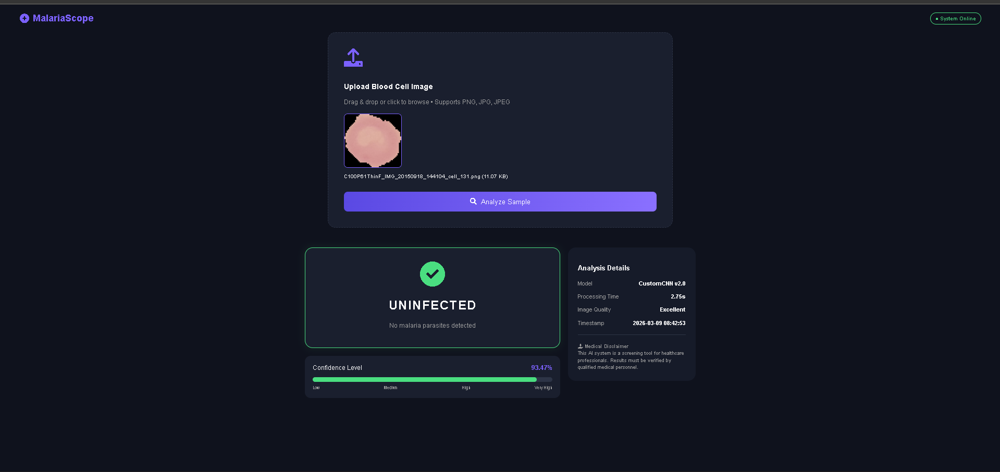 MalariaScope
System Online
Upload Blood Cell Image
Drag & drop or click to browse • Supports PNG, JPG, JPEG
C100P61ThinF_IMG_20150918_144104_cell_131.png (11.07 KB)
Analyze Sample
UNINFECTED
No malaria parasites detected
Confidence Level 93.47%
Low Medium High Very High
Analysis Details
Model CustomCNN v2.0
Processing Time 2.75s
Image Quality Excellent
Timestamp 2026-03-09 08:42:53
Medical Disclaimer
This AI system is a screening tool for healthcare
professionals. Results must be verified by
qualified medical personnel.